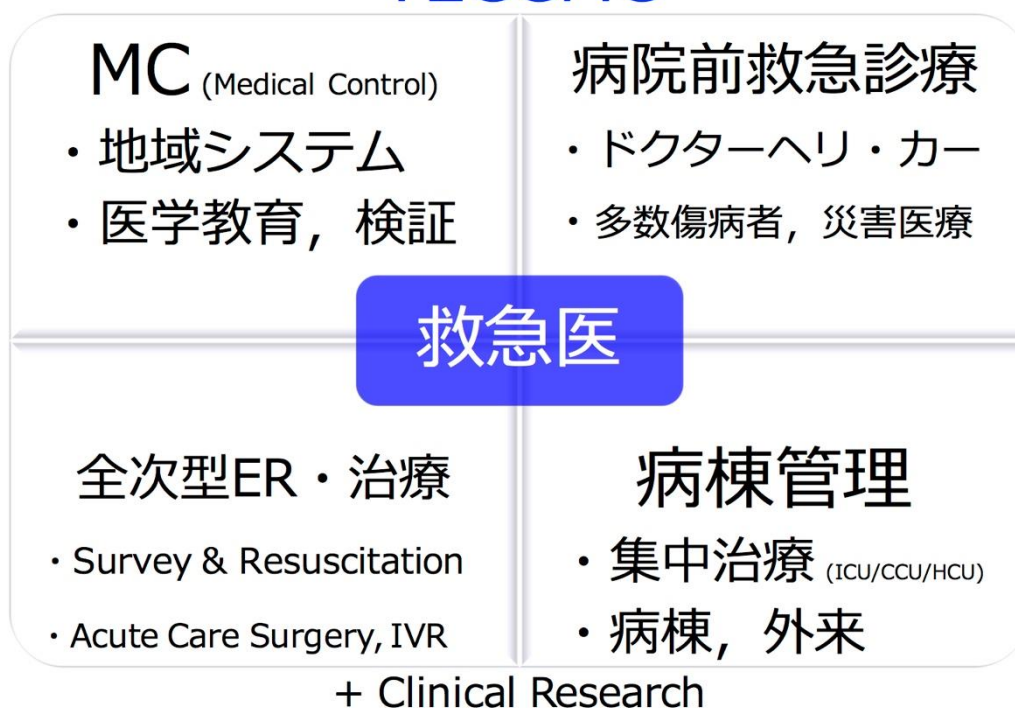 MC (Medical Control)
・地域システム
・医学教育，検証
病院前救急診療
・ドクターヘリ・カー
・多数傷病者，災害医療
救急医
全次型ER・治療
・Survey & Resuscitation
・Acute Care Surgery, IVR
病棟管理
・集中治療 (ICU/CCU/HCU)
・病棟，外来
+ Clinical Research